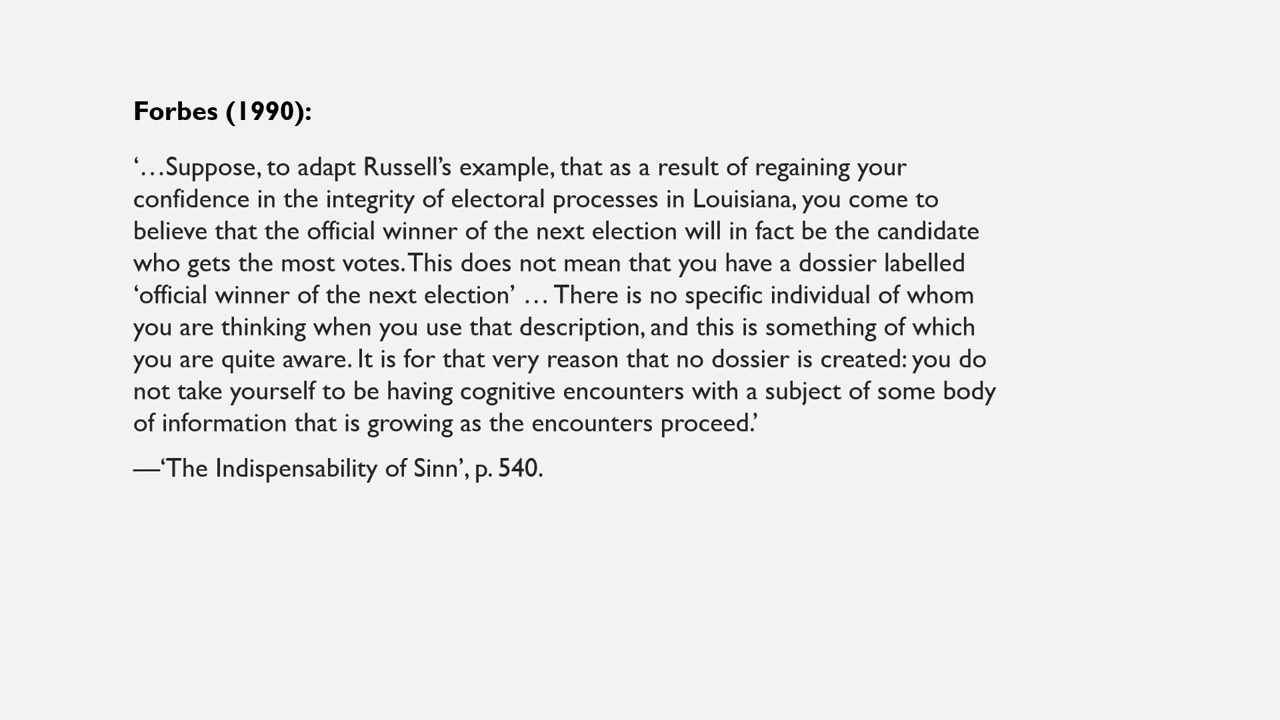 Forbes (1990):
‘…Suppose, to adapt Russell’s example, that as a result of regaining your
confidence in the integrity of electoral processes in Louisiana, you come to
believe that the official winner of the next election will in fact be the candidate
who gets the most votes. This does not mean that you have a dossier labelled
‘official winner of the next election’ … There is no specific individual of whom
you are thinking when you use that description, and this is something of which
you are quite aware. It is for that very reason that no dossier is created: you do
not take yourself to be having cognitive encounters with a subject of some body
of information that is growing as the encounters proceed.’
—‘The Indispensability of Sinn’, p. 540.